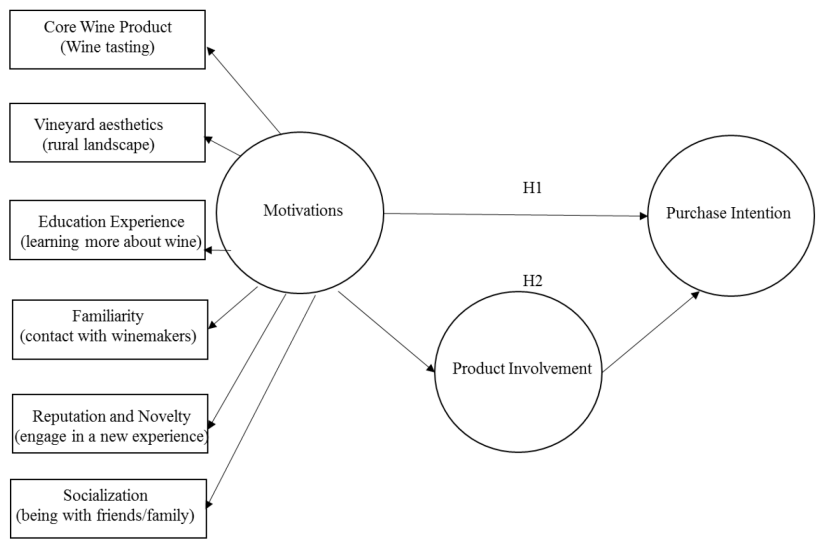 Core Wine Product
(Wine tasting)
Vineyard aesthetics
(rural landscape)
Education Experience
(learning more about wine)
Familiarity
(contact with winemakers)
Reputation and Novelty
(engage in a new experience)
Socialization
(being with friends/family)
Motivations
H1
H2
Product Involvement
Purchase Intention